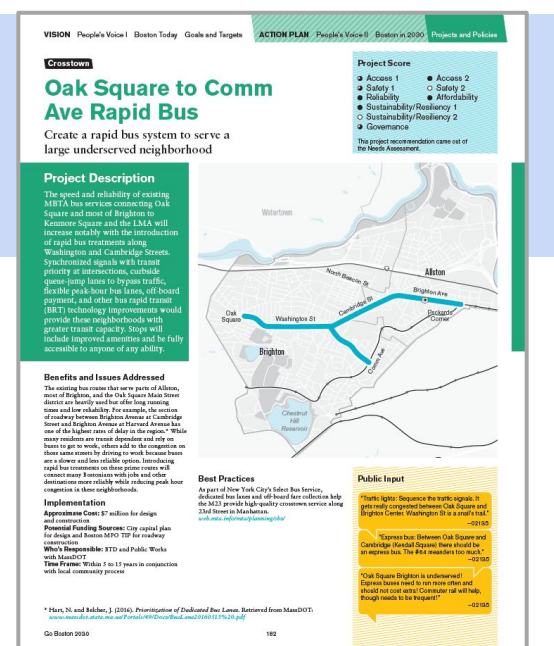 VISION People's Voice I Boston Today Goals and Targets ACTION PLAN People's Voice II Boston in 2030 Projects and Policies
Crosstown
Oak Square to Comm
Ave Rapid Bus
Create a rapid bus system to serve a
large underserved neighborhood
Project Score
Access 1
Access 2
Safety 1
Safety 2
Reliability
Affordability
Sustainability/Resiliency 1
Sustainability/Resiliency 2
Governance
This project recommendation came out of
the Needs Assessment.
Project Description
The speed and reliability of existing
MBTA bus services connecting Oak
Square and most of Brighton to
Kenmore Square and the LMA will
increase notably with the introduction
of rapid bus treatments along
Washington and Cambridge Streets.
Synchronized signals with transit
priority at intersections, curbside
queue-jump lanes to bypass traffic,
flexible peak-hour bus lanes, off-board
payment, and other bus rapid transit
(BRT) technology improvements would
provide these neighborhoods with
greater transit capacity. Stops will
include improved amenities and be fully
accessible to anyone of any ability.
Watertown
North Beacon St
Allston
Cambridge St
Brighton Ave
Packards
Corner
Oak
Square
Washington St
Brighton
Comm Ave
Chestnut
Hill
Reservoir
Benefits and Issues Addressed
The existing bus routes that serve parts of Allston,
most of Brighton, and the Oak Square Main Street
district are heavily used but offer long running
times and low reliability. For example, the section
of roadway between Brighton Avenue at Cambridge
Street and Brighton Avenue at Harvard Avenue has
one of the highest rates of delay in the region.* While
many residents are transit dependent and rely on
buses to get to work, others add to the congestion on
those same streets by driving to work because buses
are a slower and less reliable option. Introducing
rapid bus treatments on these prime routes will
connect many Bostonians with jobs and other
destinations more reliably while reducing peak hour
congestion in these neighborhoods.
Implementation
Approximate Cost: $7 million for design
and construction
Potential Funding Sources: City capital plan
for design and Boston MPO TIP for roadway
construction
Who's Responsible: BTD and Public Works
with MassDOT
Time Frame: Within 5 to 15 years in conjunction
with local community process
Best Practices
As part of New York City's Select Bus Service,
dedicated bus lanes and off-board fare collection help
the M23 provide high-quality crosstown service along
23rd Street in Manhattan.
web.mta.info/mta/planning/sbs/
Public Input
"Traffic lights: Sequence the traffic signals. It
gets really congested between Oak Square and
Brighton Center. Washington St is a snail's trail."
—02135
"Express bus: Between Oak Square and
Cambridge (Kendall Square) there should be
an express bus. The #64 meanders too much."
—02135
"Oak Square Brighton is underserved!
Express buses need to run more often and
should not cost extra! Commuter rail will help,
though needs to be frequent!"
—02135
* Hart, N. and Belcher, J. (2016). Prioritization of Dedicated Bus Lanes. Retrieved from MassDOT:
www.massdot.state.ma.us/Portals/49/Docs/BusLane20160315%20.pdf
Go Boston 2030
182